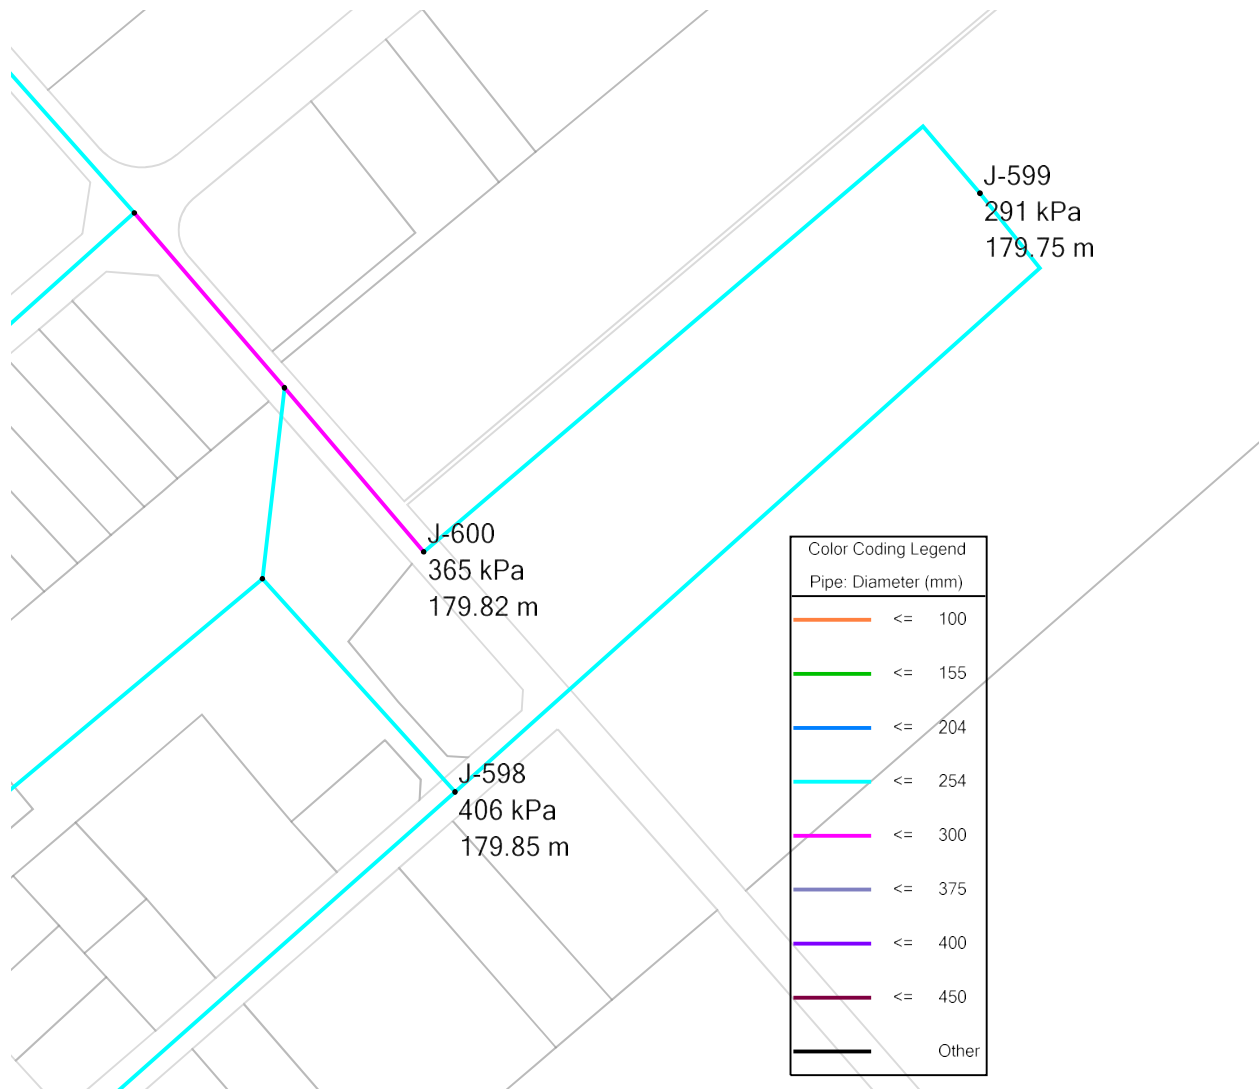 J-599
291 kPa
179.75 m
J-600
365 kPa
179.82 m
J-598
406 kPa
179.85 m
Color Coding Legend
Pipe: Diameter (mm)
<= 100
<= 155
<= 204
<= 254
<= 300
<= 375
<= 400
<= 450
Other